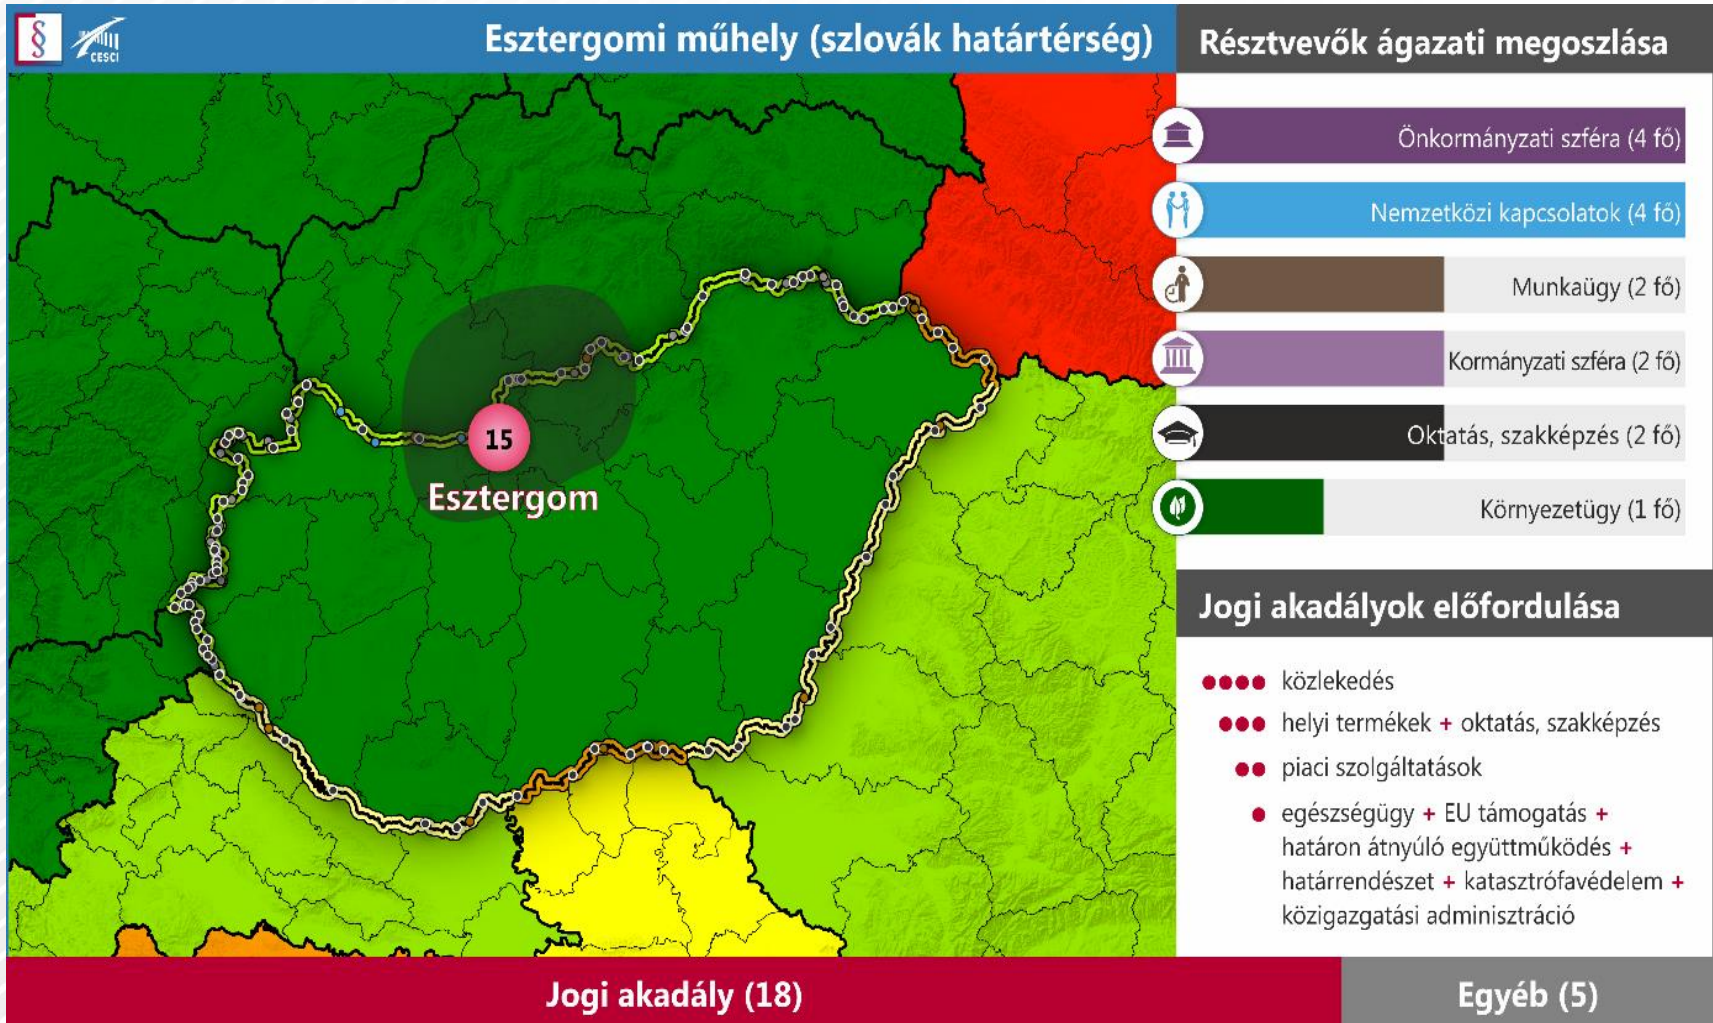 §
CESCI
Esztergomi műhely (szlovák határtérség)
15
Esztergom
Résztvevők ágazati megoszlása
Önkormányzati szféra (4 fő)
Nemzetközi kapcsolatok (4 fő)
Munkaügy (2 fő)
Kormányzati szféra (2 fő)
Oktatás, szakképzés (2 fő)
Környezetügy (1 fő)
Jogi akadályok előfordulása
közlekedés
helyi termékek + oktatás, szakképzés
piaci szolgáltatások
egészségügy + EU támogatás +
határon átnyúló együttműködés +
határrendészet + katasztrófavédelem +
közigazgatási adminisztráció
Jogi akadály (18)
Egyéb (5)